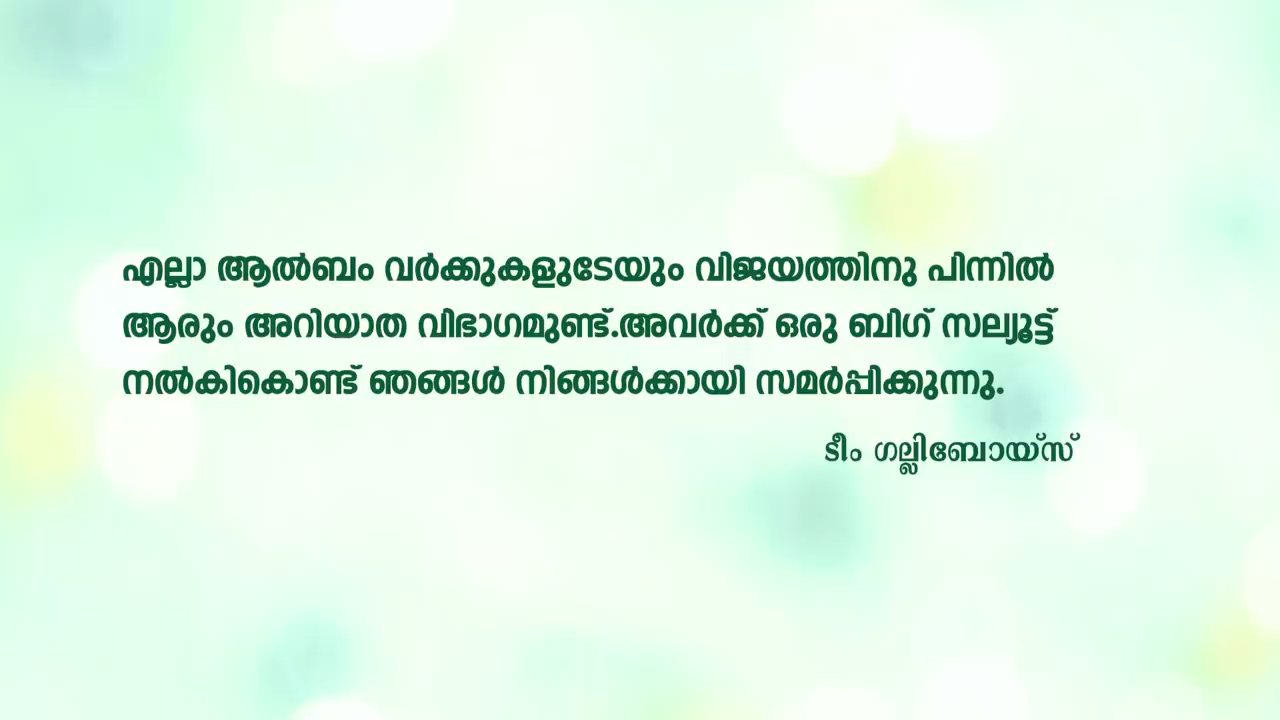 എല്ലാ ആൽബം വർക്കുകളുടേയും വിജയത്തിനു പിന്നിൽ
ആരും അറിയാത വിഭാഗമുണ്ട്.അവർക്ക് ഒരു ബിഗ് സല്യൂട്ട്
നൽകികൊണ്ട് ഞങ്ങൾ നിങ്ങൾക്കായി സമർപ്പിക്കുന്നു.
ടീം ഗല്ലിബോയ്സ്